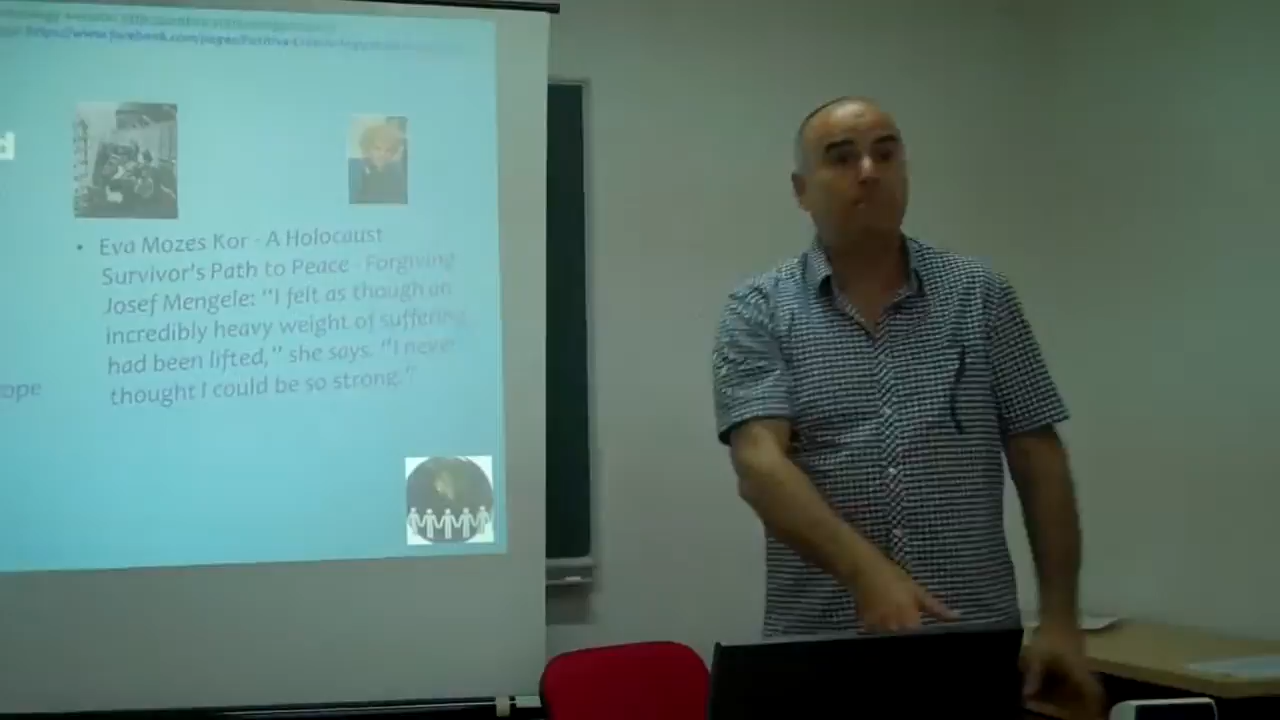 d
• Eva Mozes Kor - A Holocaust
Survivor's Path to Peace - Forgiving
Josef Mengele: "I felt as though an
incredibly heavy weight of suffering
had been lifted," she says. "I never
thought I could be so strong."
ope